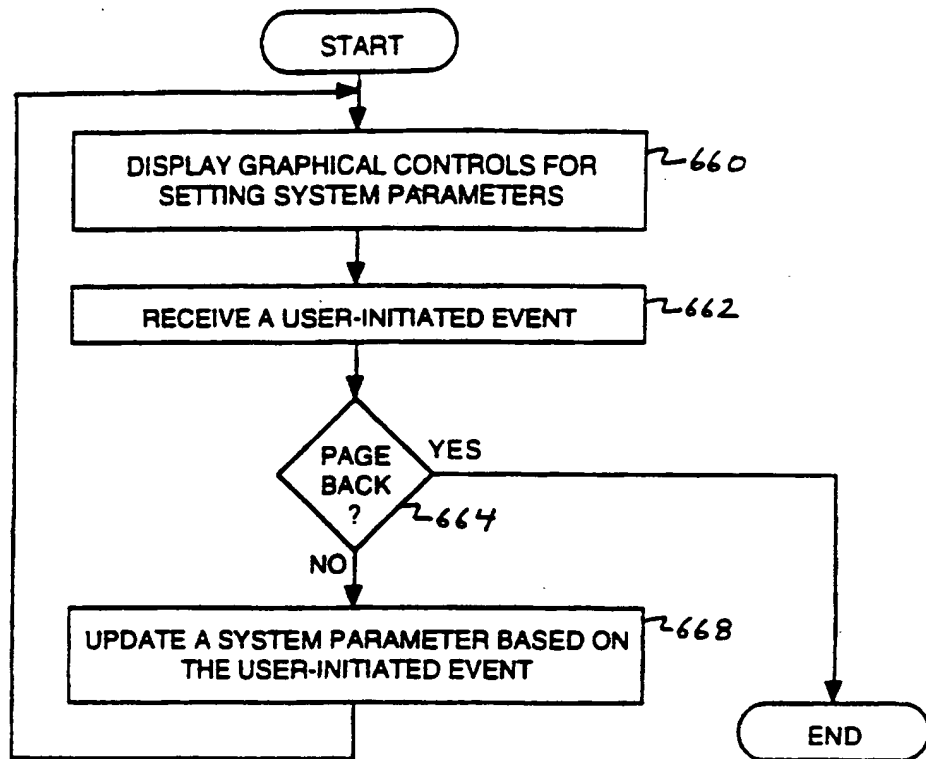 START
DISPLAY GRAPHICAL CONTROLS FOR
SETTING SYSTEM PARAMETERS
660
RECEIVE A USER-INITIATED EVENT
662
PAGE
BACK
?
YES
664
NO
UPDATE A SYSTEM PARAMETER BASED ON
THE USER-INITIATED EVENT
668
END